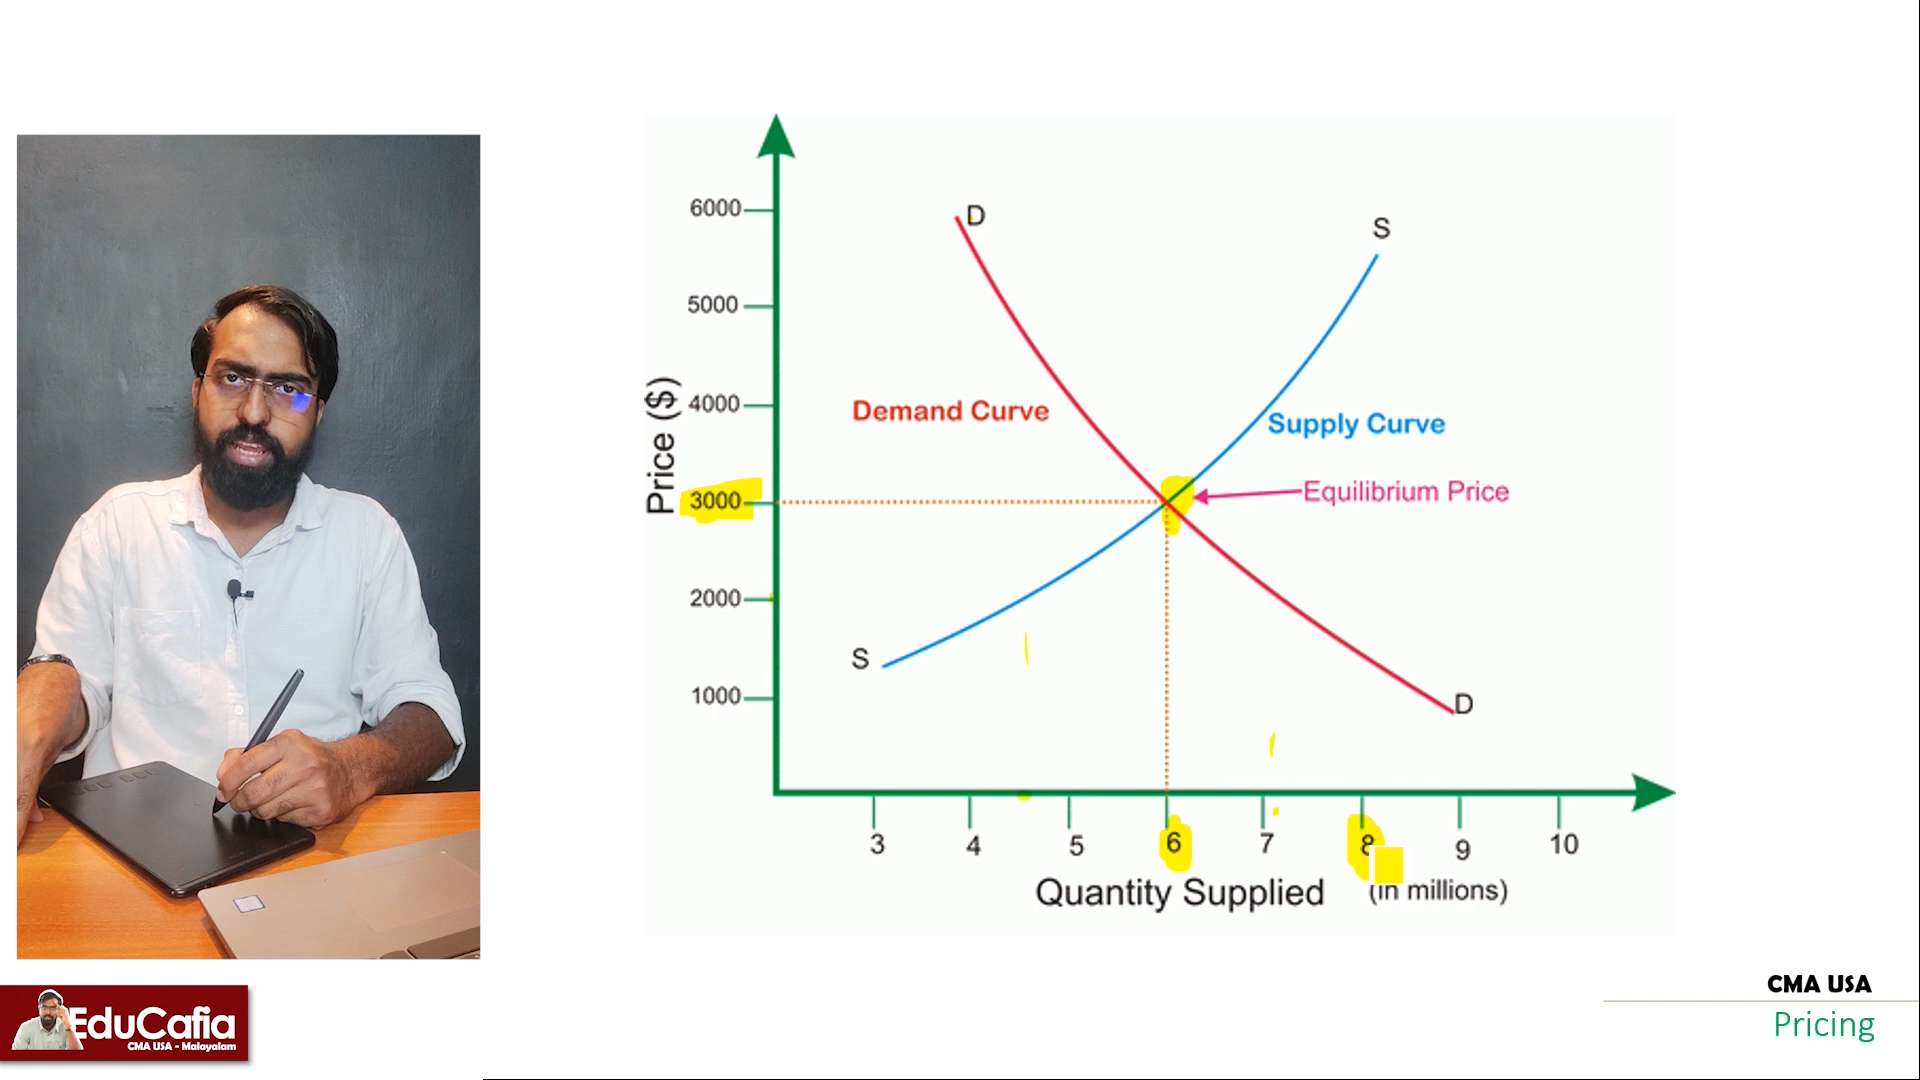 6000
D
S
5000
Price ($)
4000
Demand Curve
Supply Curve
3000
Equilibrium Price
2000
S
1000
D
3 4 5 6 7 8 9 10
Quantity Supplied (in millions)
CMA USA
Pricing
EduCafia
CMA USA - Malayalam